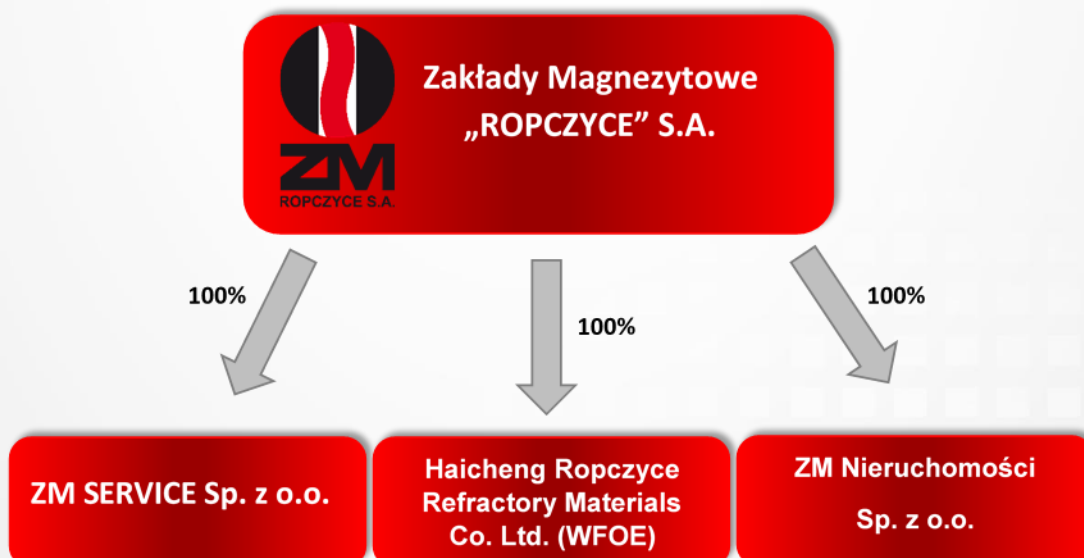 Zakłady Magnezytowe
„ROPCZYCE” S.A.
ZM
ROPCZYCE S.A.
100%
100%
100%
ZM SERVICE Sp. z o.o.
Haicheng Ropczyce
Refractory Materials
Co. Ltd. (WFOE)
ZM Nieruchomości
Sp. z o.o.